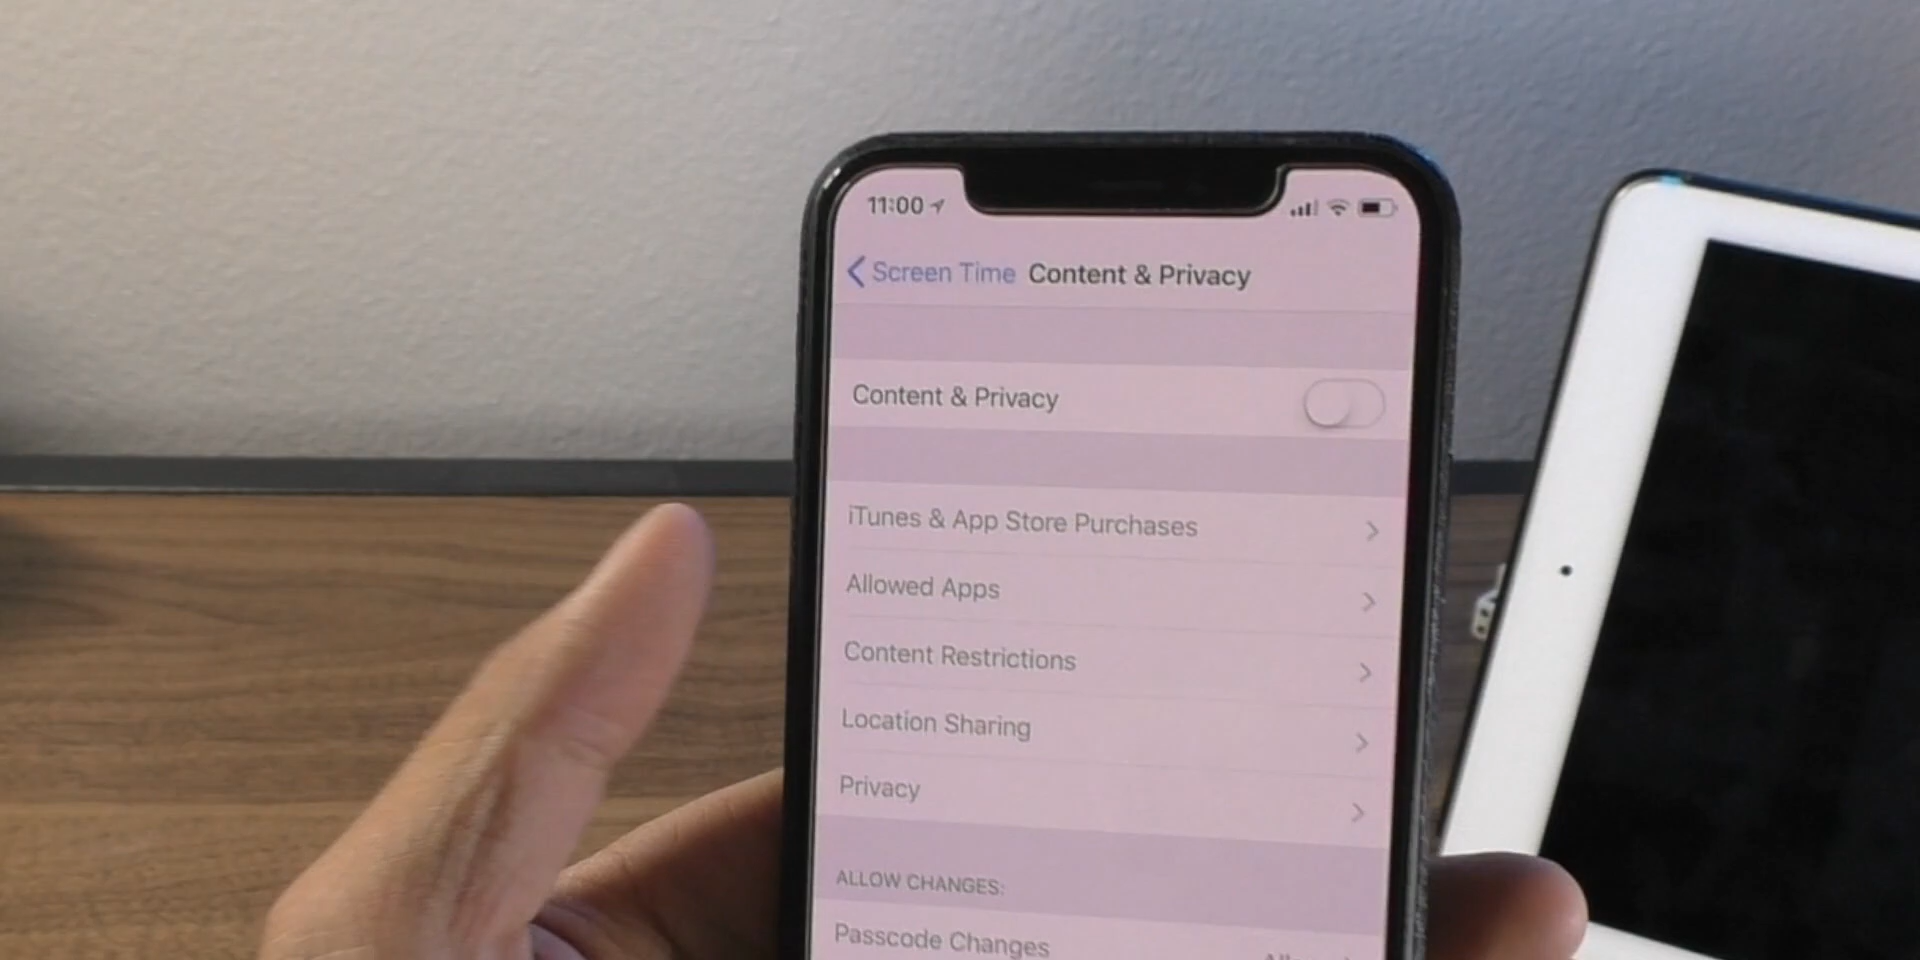 11:00
Screen Time Content & Privacy
Content & Privacy
iTunes & App Store Purchases
Allowed Apps
Content Restrictions
Location Sharing
Privacy
ALLOW CHANGES:
Passcode Changes